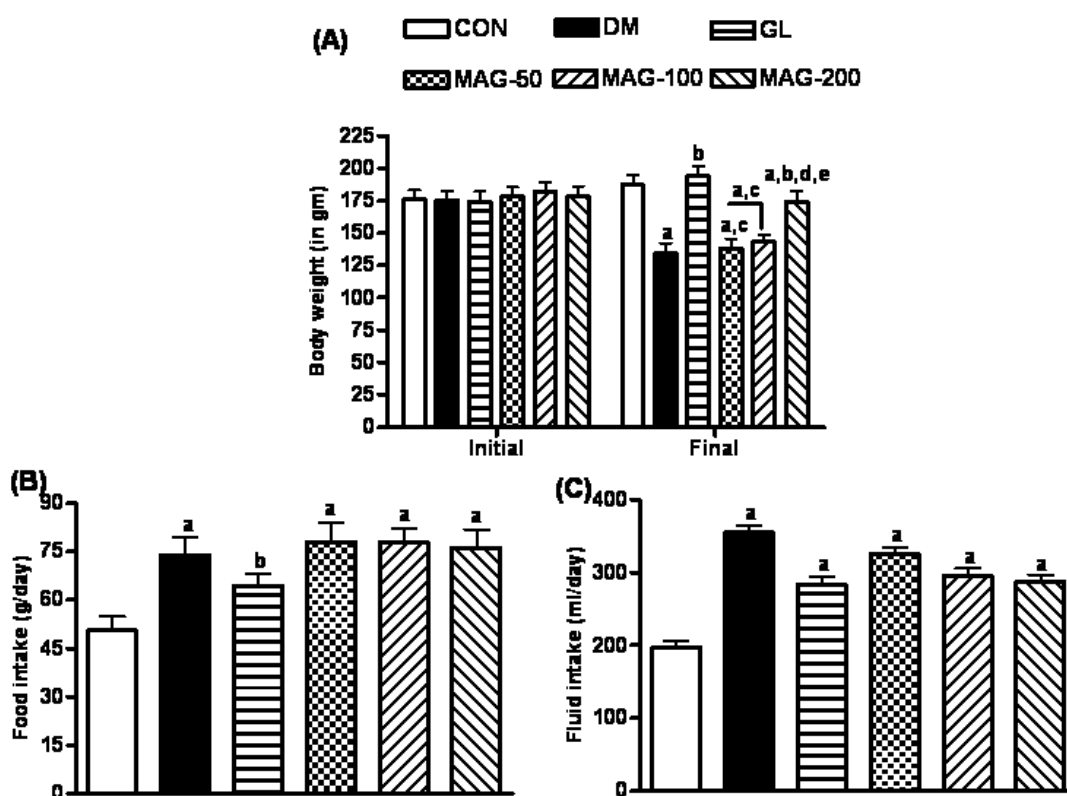 (A)
CON DM GL
MAG-50 MAG-100 MAG-200
Body weight (in gm)
225
200
175
150
125
100
75
50
25
0
b
a,b,d,e
a,c
a
a,c
Initial Final
(B)
Food intake (g/day)
90
75
60
45
30
15
0
a
b
a
a
a
(C)
Fluid intake (ml/day)
400
300
200
100
0
a
a
a
a
a